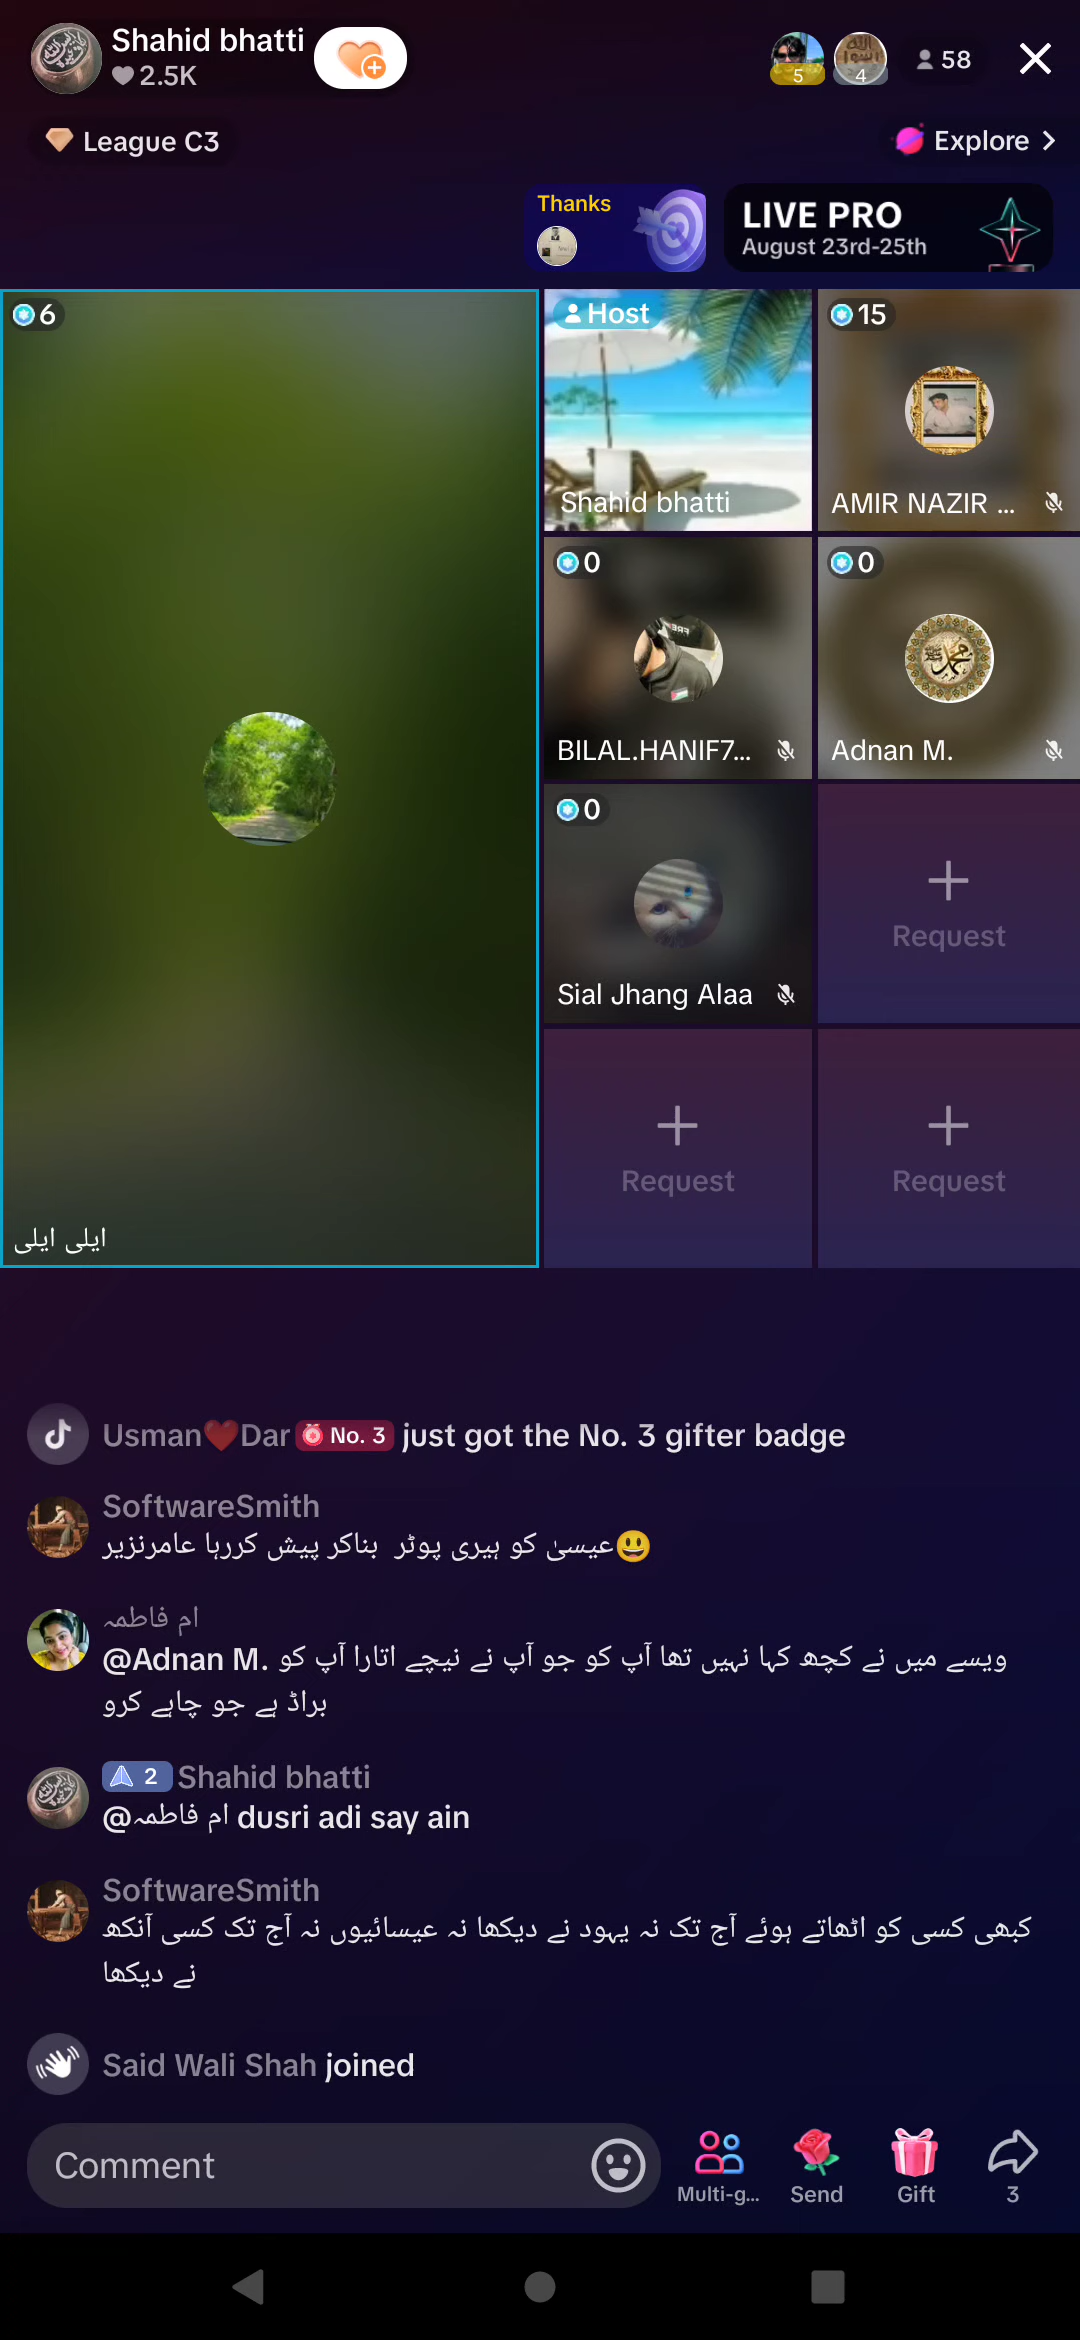 Shahid bhatti
2.5K
5
4
58
League C3
Explore
Thanks
LIVE PRO
August 23rd-25th
6
Host
15
Shahid bhatti
AMIR NAZIR ...
0
0
BILAL.HANIF7...
Adnan M.
0
Request
Sial Jhang Alaa
Request
Request
ایلی ایلی
Usman❤️Dar No. 3 just got the No. 3 gifter badge
SoftwareSmith
عیسیٰ کو ہیری پوٹر بناکر پیش کررہا عامرنزیر😃
ام فاطمہ
@Adnan M. ویسے میں نے کچھ کہا نہیں تھا آپ کو جو آپ نے نیچے اتارا آپ کو
براڈ ہے جو چاہے کرو
2 Shahid bhatti
@ام فاطمہ dusri adi say ain
SoftwareSmith
کبھی کسی کو اٹھاتے ہوئے آج تک نہ یہود نے دیکھا نہ عیسائیوں نہ آج تک کسی آنکھ
نے دیکھا
Said Wali Shah joined
Comment
Multi-g...
Send
Gift
3